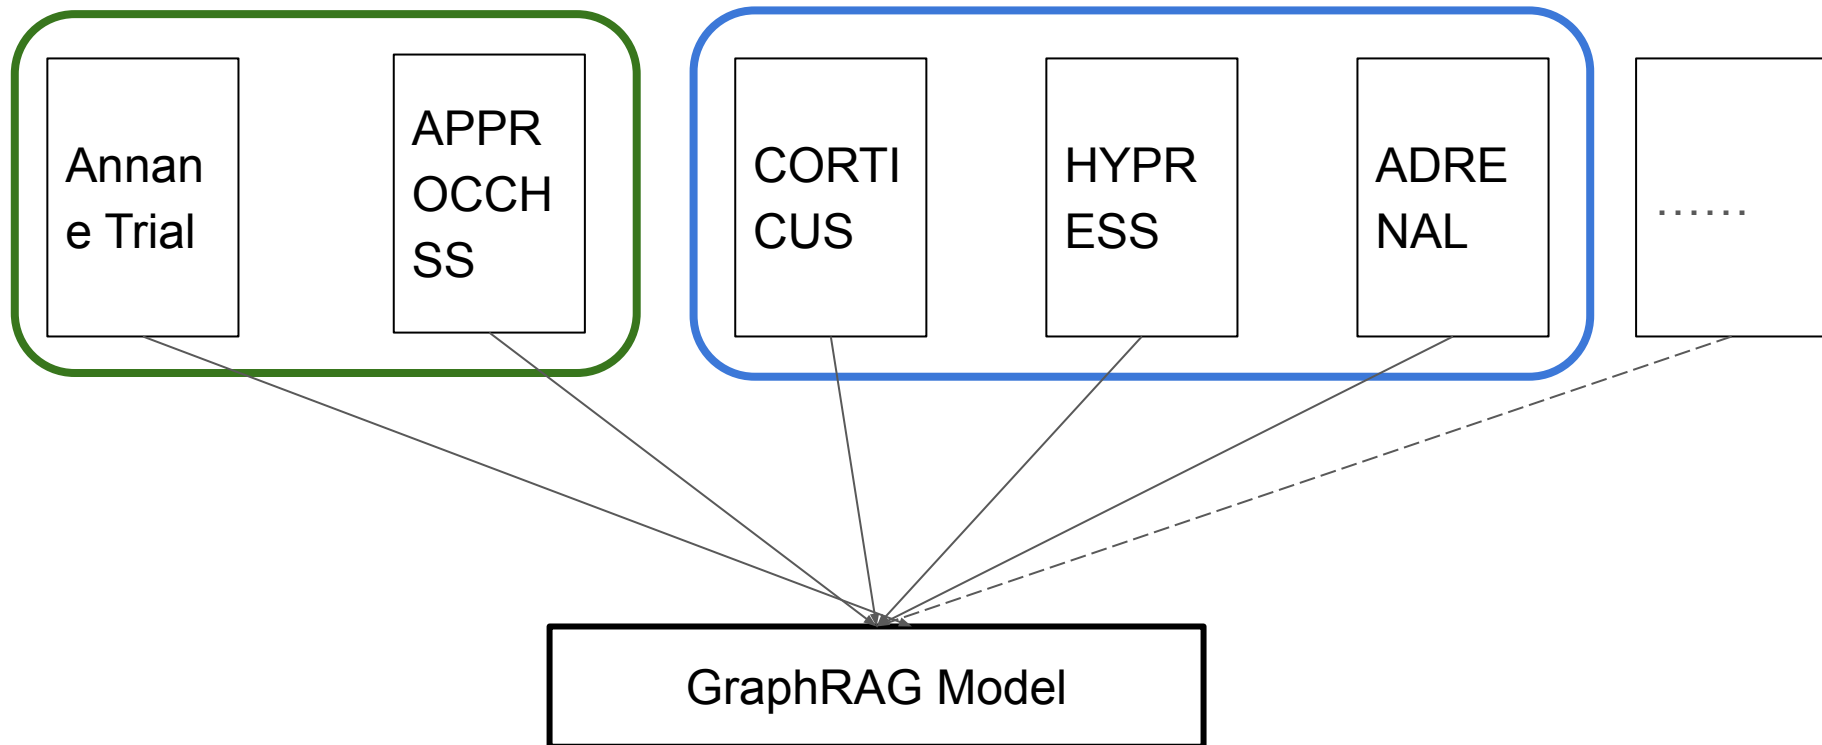 Annan
e Trial
APPR
OCCH
SS
CORTI
CUS
HYPR
ESS
ADRE
NAL
......
GraphRAG Model